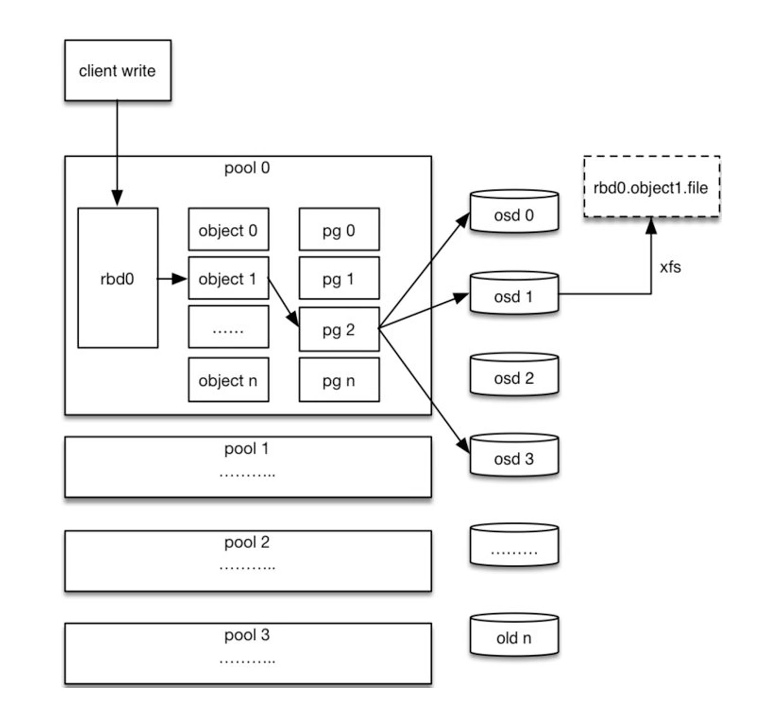 client write
pool 0
rbd0
object 0
object 1
......
object n
pg 0
pg 1
pg 2
pg n
osd 0
osd 1
osd 2
osd 3
.........
old n
rbd0.object1.file
xfs
pool 1
...........
pool 2
...........
pool 3
...........